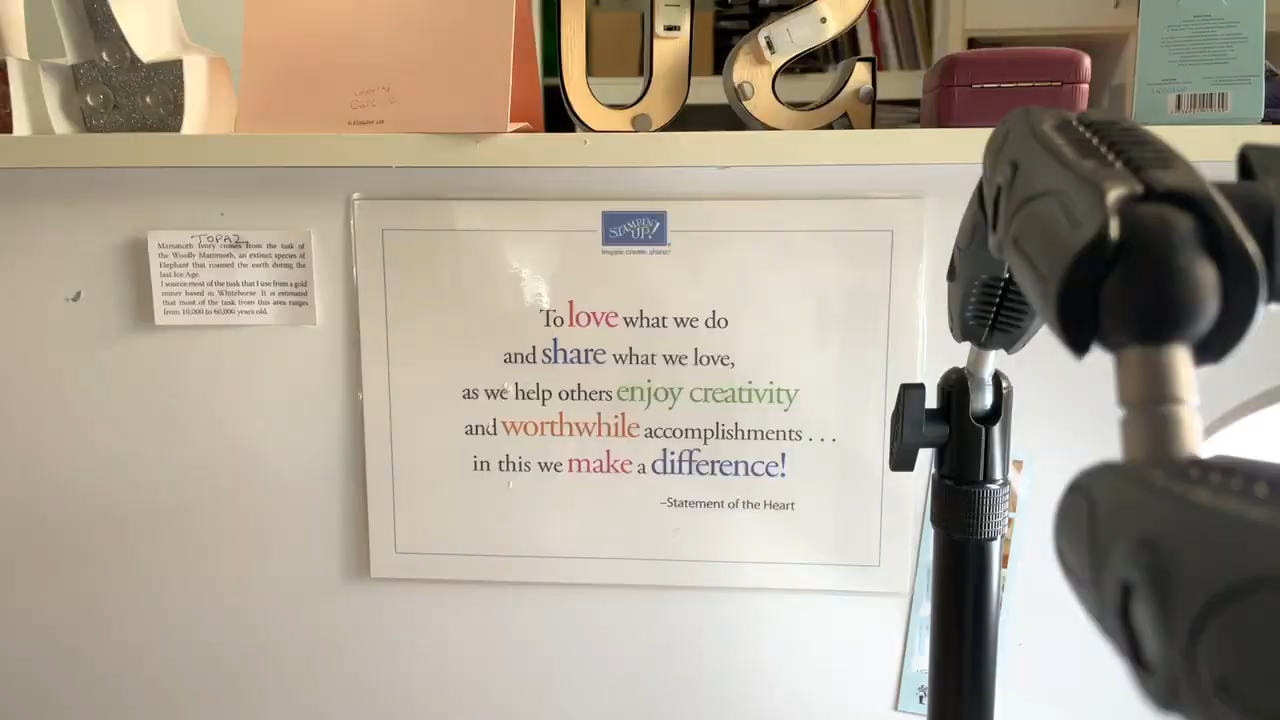 TOPAZ
Mammoth Ivory comes from the tusk of
the Woolly Mammoth, an extinct species of
Elephant that roamed the earth during the
last Ice Age.
I source most of the tusk that I use from a gold
miner based in Whitehorse. It is estimated
that most of the tusk from this area ranges
from 10,000 to 60,000 years old.
STAMPIN' UP!
inspire. create. share.
To love what we do
and share what we love,
as we help others enjoy creativity
and worthwhile accomplishments . . .
in this we make a difference!
–Statement of the Heart